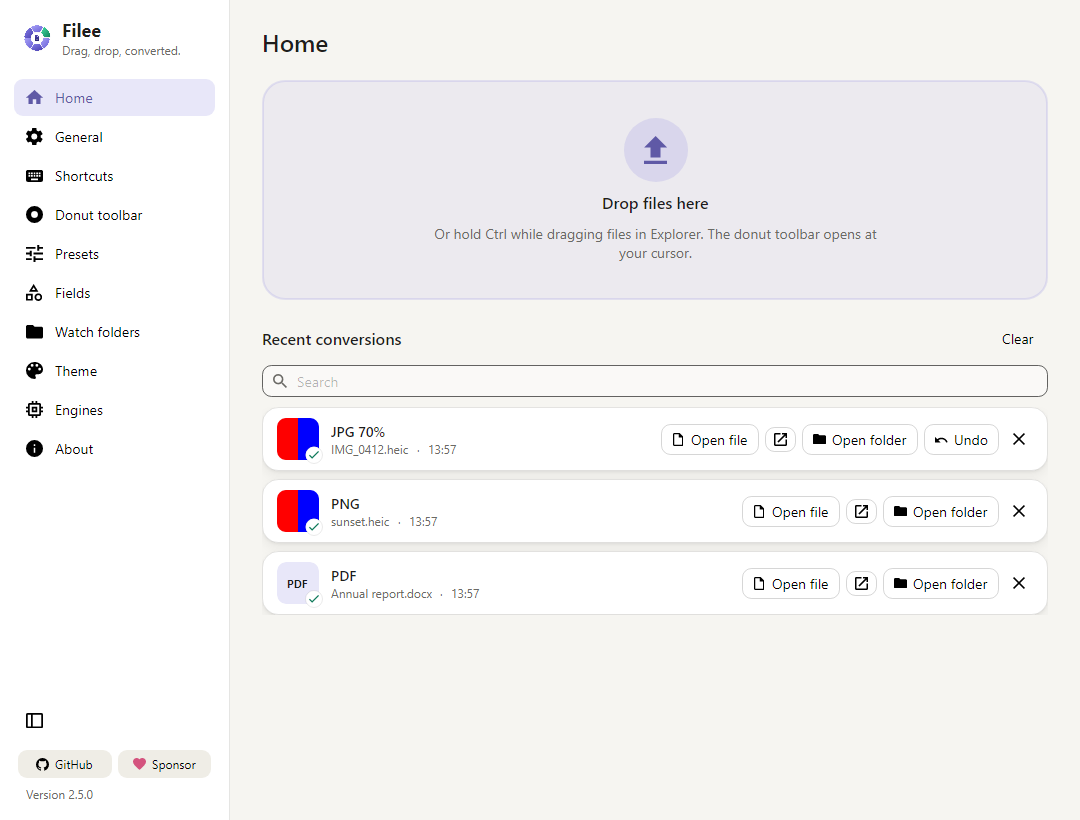 Filee
Drag, drop, converted.
Home
General
Shortcuts
Donut toolbar
Presets
Fields
Watch folders
Theme
Engines
About
GitHub
Sponsor
Version 2.5.0
Home
Drop files here
Or hold Ctrl while dragging files in Explorer. The donut toolbar opens at
your cursor.
Recent conversions
Clear
Search
JPG 70%
IMG_0412.heic · 13:57
Open file
Open folder
Undo
PNG
sunset.heic · 13:57
Open file
Open folder
PDF
PDF
Annual report.docx · 13:57
Open file
Open folder